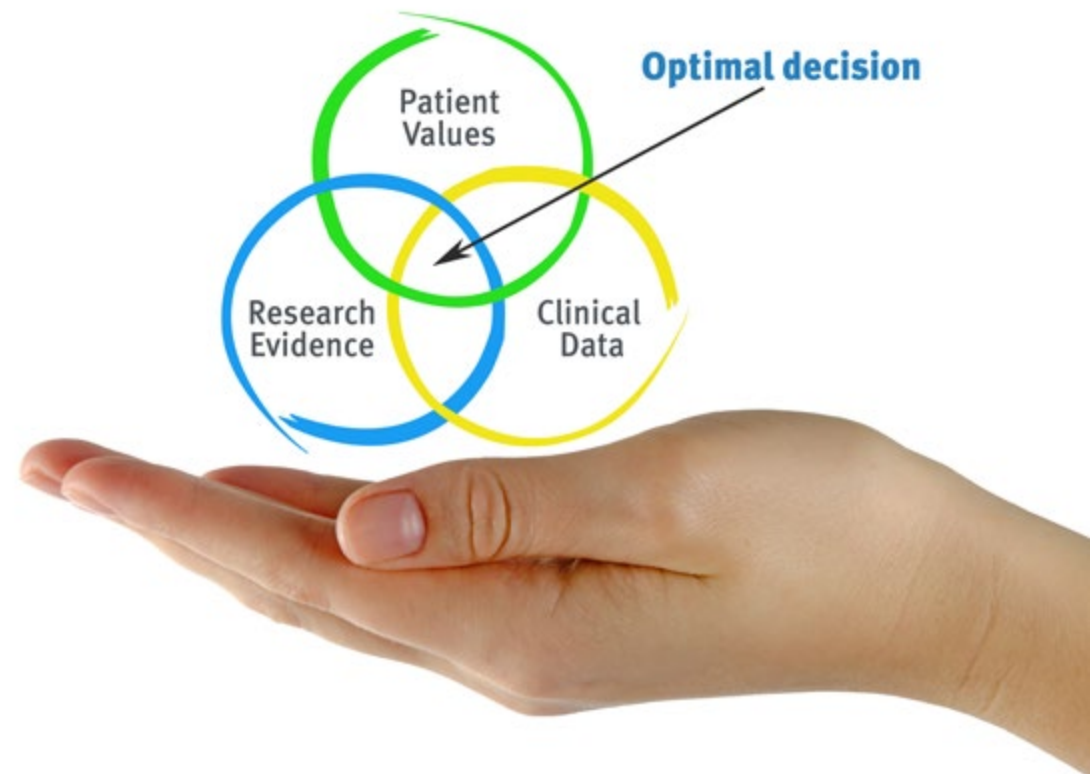 Optimal decision
Patient
Values
Research
Evidence
Clinical
Data